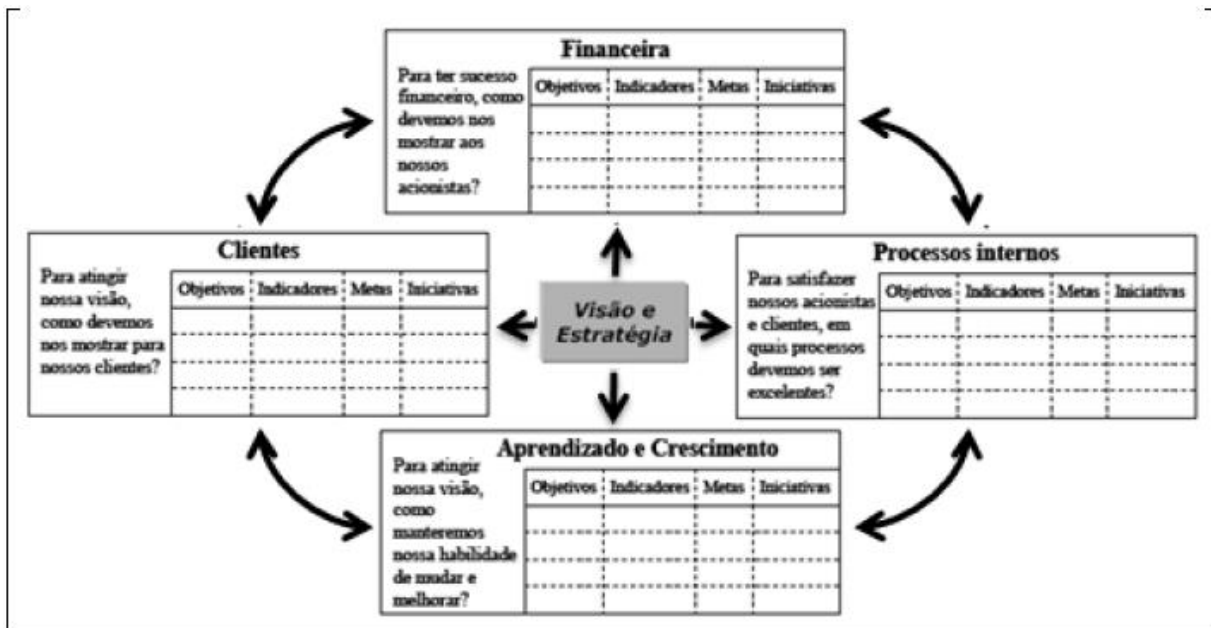 Financeira
Para ter sucesso
financeiro, como
devemos nos
mostrar aos
nossos
acionistas?
Objetivos Indicadores Metas Iniciativas
Clientes
Para atingir
nossa visão,
como devemos
nos mostrar para
nossos clientes?
Objetivos Indicadores Metas Iniciativas
Visão e
Estratégia
Processos internos
Para satisfazer
nossos acionistas
e clientes, em
quais processos
devemos ser
excelentes?
Objetivos Indicadores Metas Iniciativas
Aprendizado e Crescimento
Para atingir
nossa visão,
como
manteremos
nossa habilidade
de mudar e
melhorar?
Objetivos Indicadores Metas Iniciativas